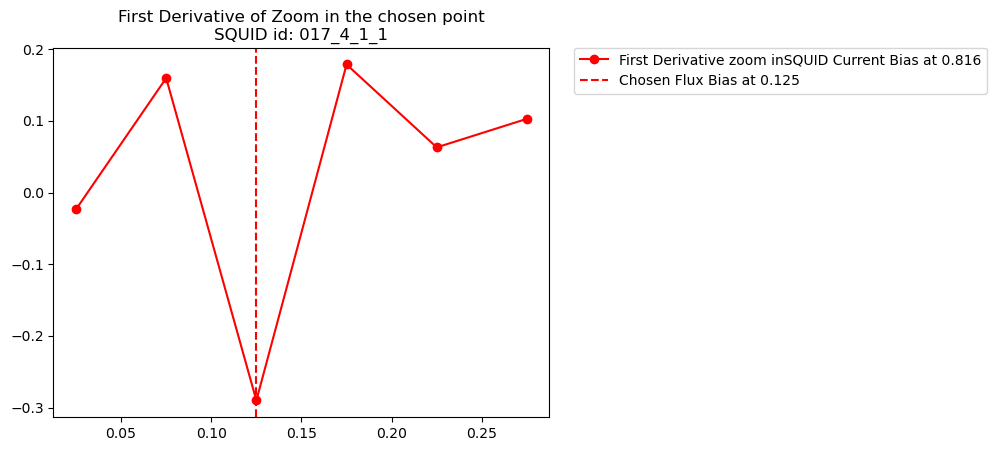 First Derivative of Zoom in the chosen point
SQUID id: 017_4_1_1
First Derivative zoom inSQUID Current Bias at 0.816
Chosen Flux Bias at 0.125
0.2
0.1
0.0
−0.1
−0.2
−0.3
0.05 0.10 0.15 0.20 0.25